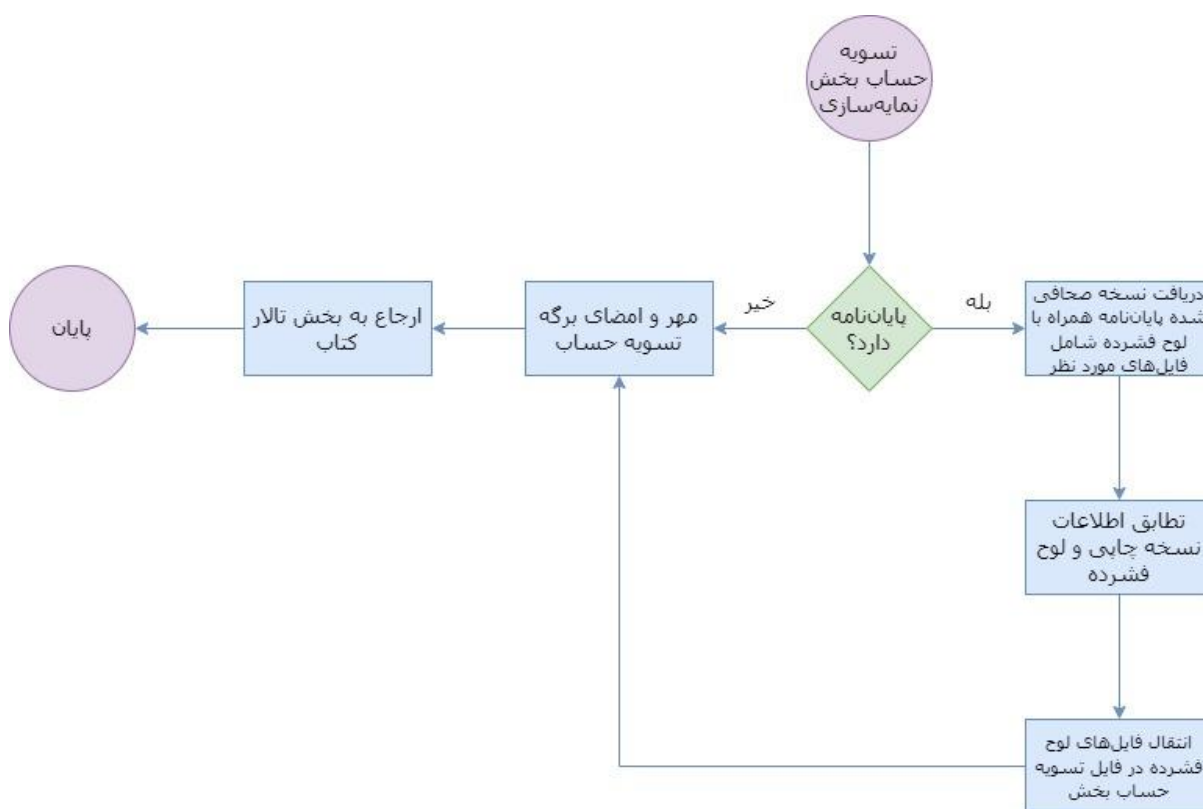 تسویه
حساب بخش
نمایه‌سازی
پایان‌نامه
دارد؟
بله
خیر
دریافت نسخه صحافی
شده پایان‌نامه همراه با
لوح فشرده شامل
فایل‌های مورد نظر
تطابق اطلاعات
نسخه چاپی و لوح
فشرده
انتقال فایل‌های لوح
فشرده در فایل تسویه
حساب بخش
مهر و امضای برگه
تسویه حساب
ارجاع به بخش تالار
کتاب
پایان